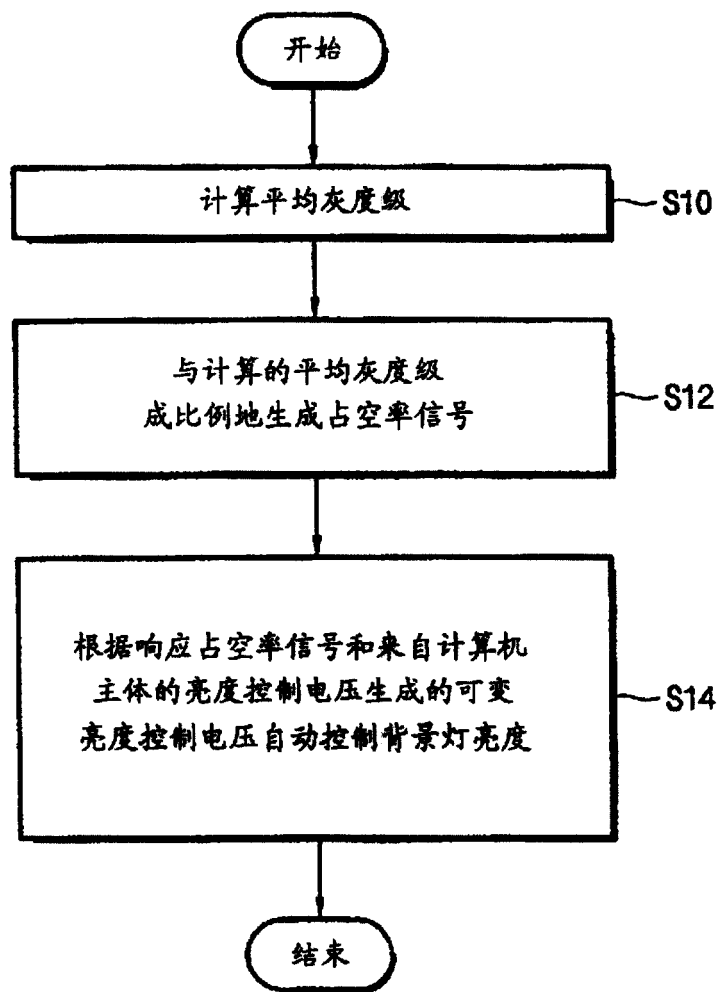 开始
计算平均灰度级
S10
与计算的平均灰度级
成比例地生成占空率信号
S12
根据响应占空率信号和来自计算机
主体的亮度控制电压生成的可变
亮度控制电压自动控制背景灯亮度
S14
结束